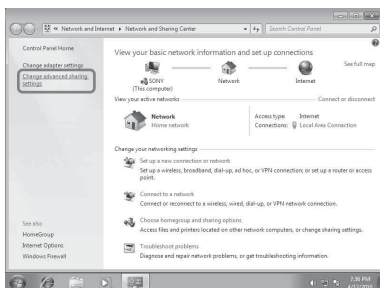 Network and Internet ▸ Network and Sharing Center
Search Control Panel
Control Panel Home
Change adapter settings
Change advanced sharing settings
See also
HomeGroup
Internet Options
Windows Firewall
View your basic network information and set up connections
See full map
SONY
(This computer)
Network
Internet
View your active networks
Connect or disconnect
Network
Home network
Access type: Internet
Connections: Local Area Connection
Change your networking settings
Set up a new connection or network
Set up a wireless, broadband, dial-up, ad hoc, or VPN connection; or set up a router or access
point.
Connect to a network
Connect or reconnect to a wireless, wired, dial-up, or VPN network connection.
Choose homegroup and sharing options
Access files and printers located on other network computers, or change sharing settings.
Troubleshoot problems
Diagnose and repair network problems, or get troubleshooting information.
7:36 PM